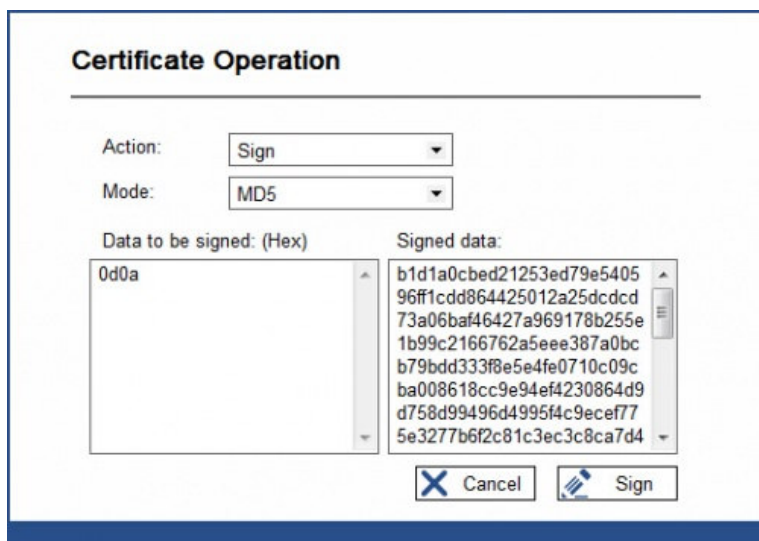 Certificate Operation
Action:
Sign
Mode:
MD5
Data to be signed: (Hex)
Signed data:
0d0a
b1d1a0cbed21253ed79e5405
96ff1cdd864425012a25dcdcd
73a06baf46427a969178b255e
1b99c2166762a5eee387a0bc
b79bdd333f8e5e4fe0710c09c
ba008618cc9e94ef4230864d9
d758d99496d4995f4c9ecef77
5e3277b6f2c81c3ec3c8ca7d4
Cancel
Sign